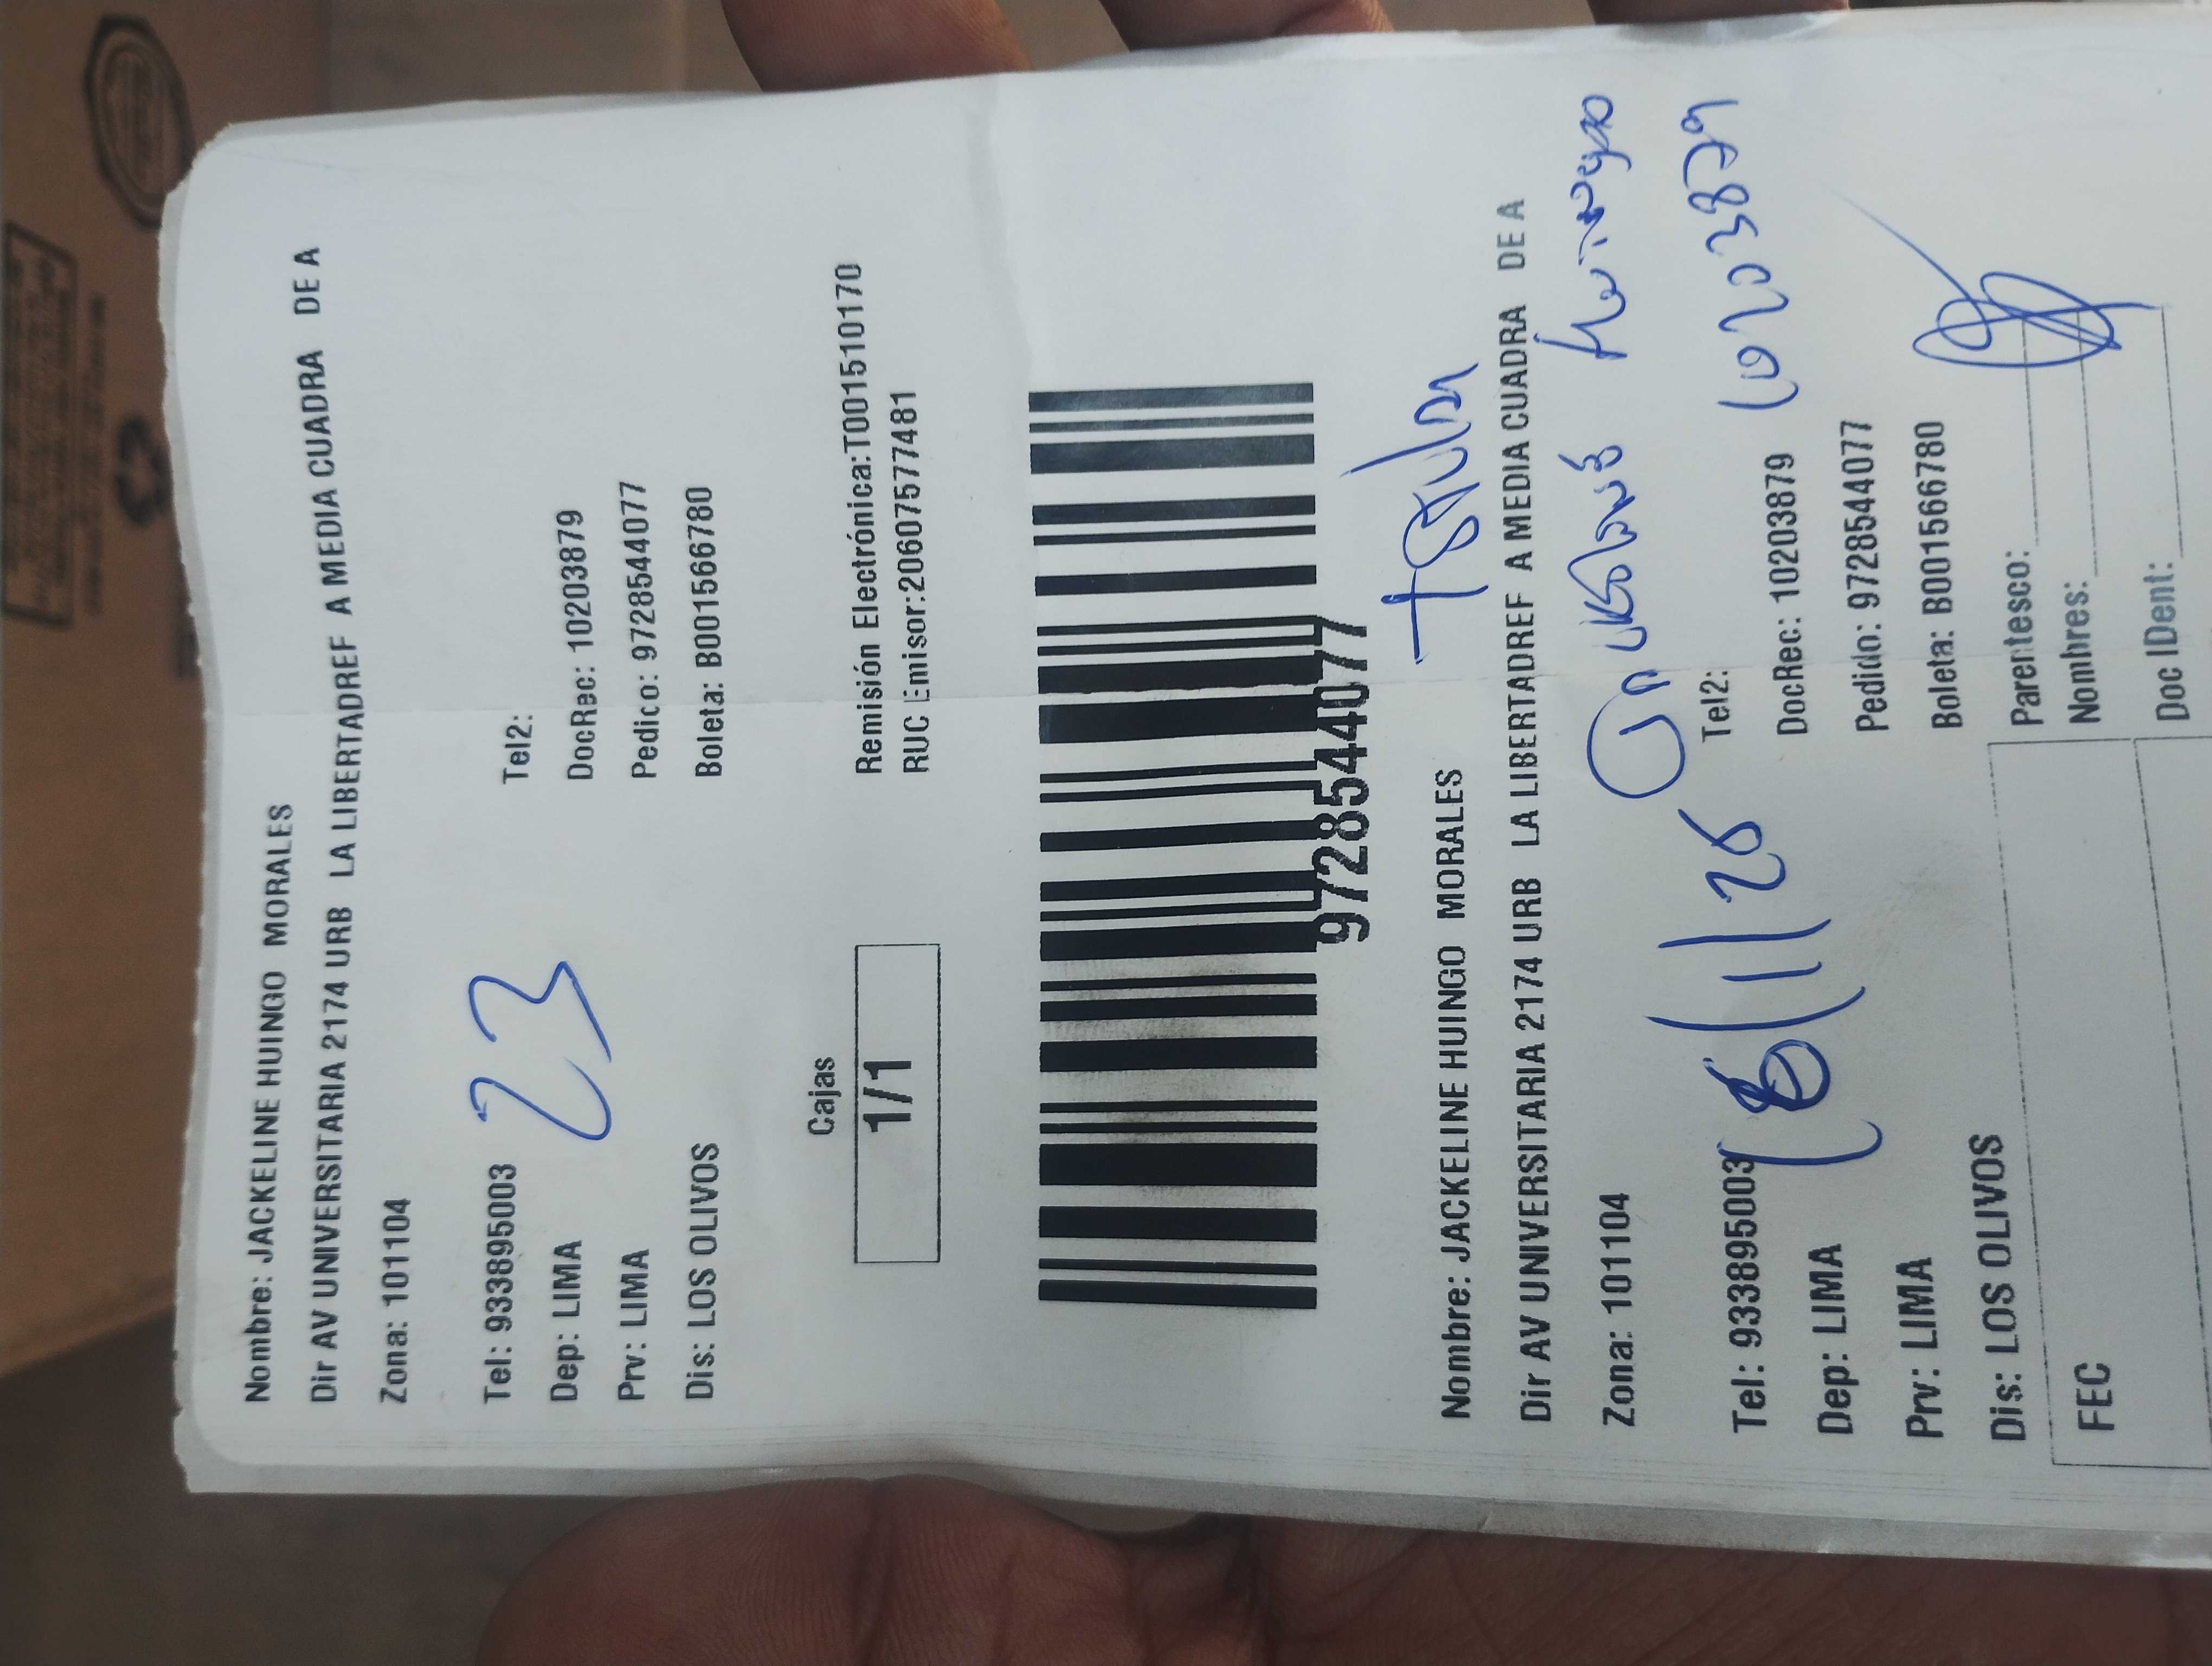 Nombre: JACKELINE HUINGO MORALES
Dir AV UNIVERSITARIA 2174 URB LA LIBERTADREF A MEDIA CUADRA DE A
Zona: 101104
Tel: 933895003 23 Tel2:
Dep: LIMA DocRec: 10203879
Prv: LIMA Pedido: 9728544077
Dis: LOS OLIVOS Boleta: B001566780
Cajas
1/1
Remisión Electrónica:T001510170
RUC Emisor:20607577481
9728544077
Nombre: JACKELINE HUINGO MORALES
Dir AV UNIVERSITARIA 2174 URB LA LIBERTADREF A MEDIA CUADRA DE A
Zona: 101104
10203879
Tel: 933895003 Tel2:
Dep: LIMA DocRec: 10203879
Prv: LIMA Pedido: 9728544077
Dis: LOS OLIVOS Boleta: B001566780
FEC
Parentesco:
Nombres:
Doc IDent: